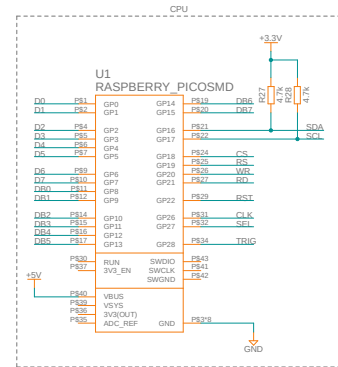 CPU
+3.3V
U1
RASPBERRY_PICOSMD
R27
4.7k
R28
4.7k
D0 P$1 GP0 GP14 P$19 DB6
D1 P$2 GP1 GP15 P$20 DB7
D2 P$4 GP2 GP16 P$21 SDA
D3 P$5 GP3 GP17 P$22 SCL
D4 P$6 GP4
D5 P$7 GP5 GP18 P$24 CS
GP19 P$25 RS
D6 P$9 GP6 GP20 P$26 WR
D7 P$10 GP7 GP21 P$27 RD
DB0 P$11 GP8
DB1 P$12 GP9 GP22 P$29 RST
DB2 P$14 GP10 GP26 P$31 CLK
DB3 P$15 GP11 GP27 P$32 SEL
DB4 P$16 GP12
DB5 P$17 GP13 GP28 P$34 TRIG
P$30 RUN SWDIO P$43
P$37 3V3_EN SWCLK P$41
SWGND P$42
+5V
P$40 VBUS
P$39 VSYS
P$36 3V3(OUT)
P$35 ADC_REF GND P$3*8
GND